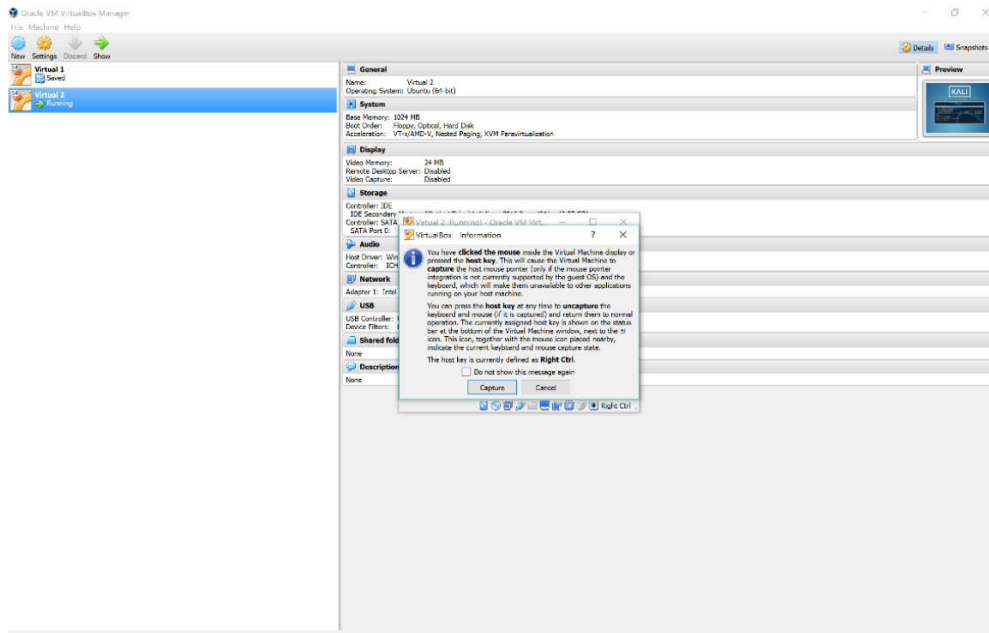 Oracle VM VirtualBox Manager
File Machine Help
New Settings Discard Show
Details Snapshots
Virtual 1
Saved
Virtual 2
Running
General
Name: Virtual 2
Operating System: Ubuntu (64-bit)
Preview
KALI
System
Base Memory: 1024 MB
Boot Order: Floppy, Optical, Hard Disk
Acceleration: VT-x/AMD-V, Nested Paging, KVM Paravirtualization
Display
Video Memory: 24 MB
Remote Desktop Server: Disabled
Video Capture: Disabled
Storage
Controller: IDE
IDE Secondary
Controller: SATA
SATA Port 0:
Audio
Host Driver: Win
Controller: ICH
Network
Adapter 1: Intel
USB
USB Controller:
Device Filters:
Shared fold
None
Description
None
Virtual 2 [Running] - Oracle VM Virt...
VirtualBox Information
You have clicked the mouse inside the Virtual Machine display or
pressed the host key. This will cause the Virtual Machine to
capture the host mouse pointer (only if the mouse pointer
integration is not currently supported by the guest OS) and the
keyboard, which will make them unavailable to other applications
running on your host machine.
You can press the host key at any time to uncapture the
keyboard and mouse (if it is captured) and return them to normal
operation. The currently assigned host key is shown on the status
bar at the bottom of the Virtual Machine window, next to the
icon. This icon, together with the mouse icon placed nearby,
indicate the current keyboard and mouse capture state.
The host key is currently defined as Right Ctrl.
Do not show this message again
Capture Cancel
Right Ctrl